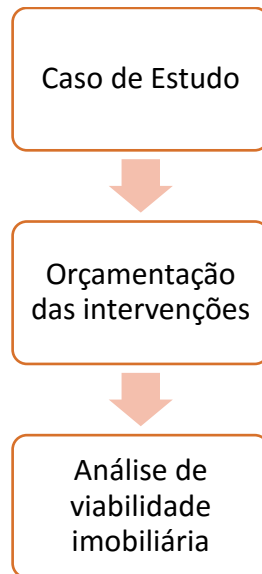 Caso de Estudo
Orçamentação
das intervenções
Análise de
viabilidade
imobiliária